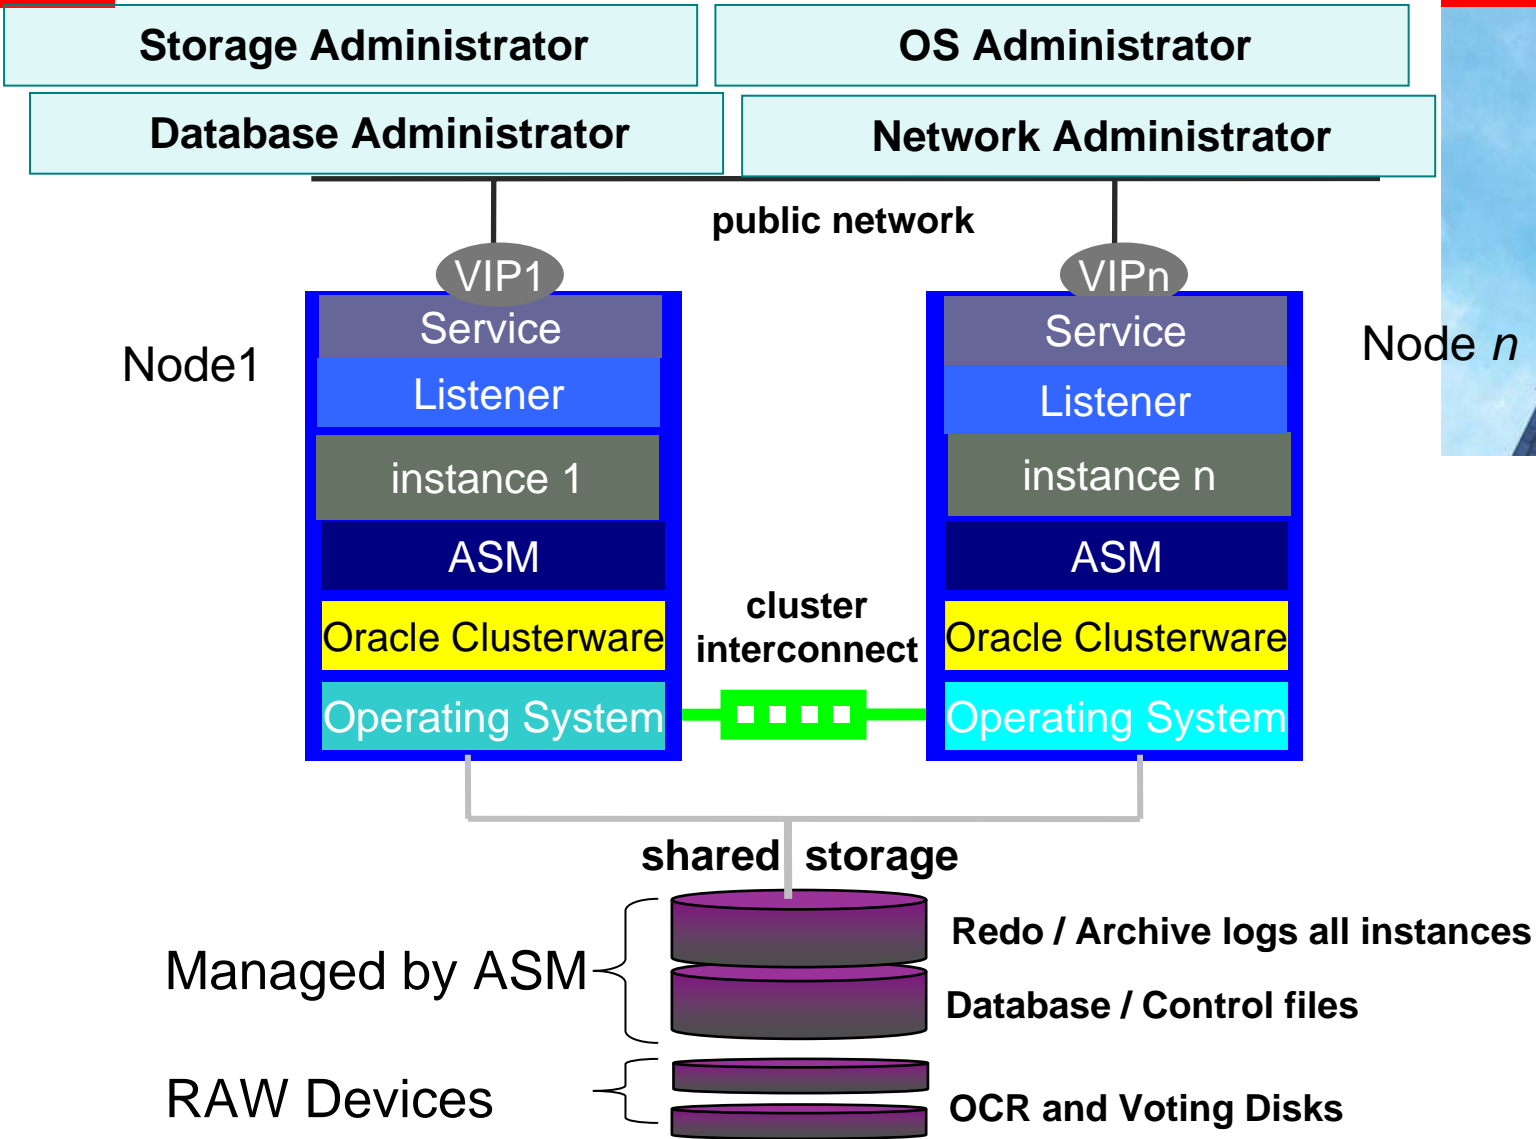 Storage Administrator
OS Administrator
Database Administrator
Network Administrator
public network
VIP1
VIPn
Node1
Service
Listener
instance 1
ASM
Oracle Clusterware
Operating System
cluster
interconnect
Service
Listener
instance n
ASM
Oracle Clusterware
Operating System
Node n
shared storage
Managed by ASM
Redo / Archive logs all instances
Database / Control files
RAW Devices
OCR and Voting Disks